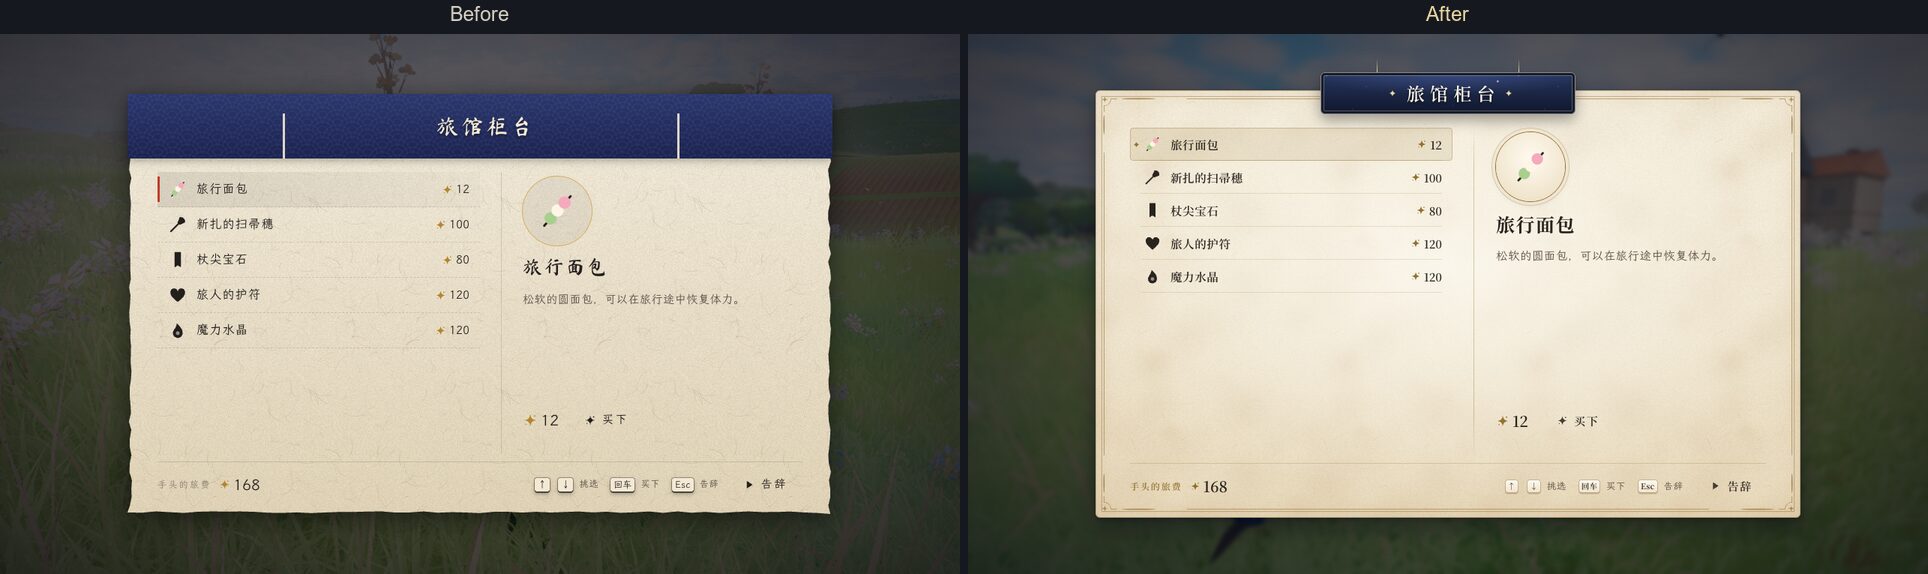 Before
旅馆柜台
旅行面包 12
新扎的扫帚穗 100
杖尖宝石 80
旅人的护符 120
魔力水晶 120
旅行面包
松软的圆面包，可以在旅行途中恢复体力。
12 买下
手头的旅费 168
↑ ↓ 挑选 回车 买下 Esc 告辞 ▶ 告辞
After
旅馆柜台
旅行面包 12
新扎的扫帚穗 100
杖尖宝石 80
旅人的护符 120
魔力水晶 120
旅行面包
松软的圆面包，可以在旅行途中恢复体力。
12 买下
手头的旅费 168
↑ ↓ 挑选 回车 买下 Esc 告辞 ▶ 告辞